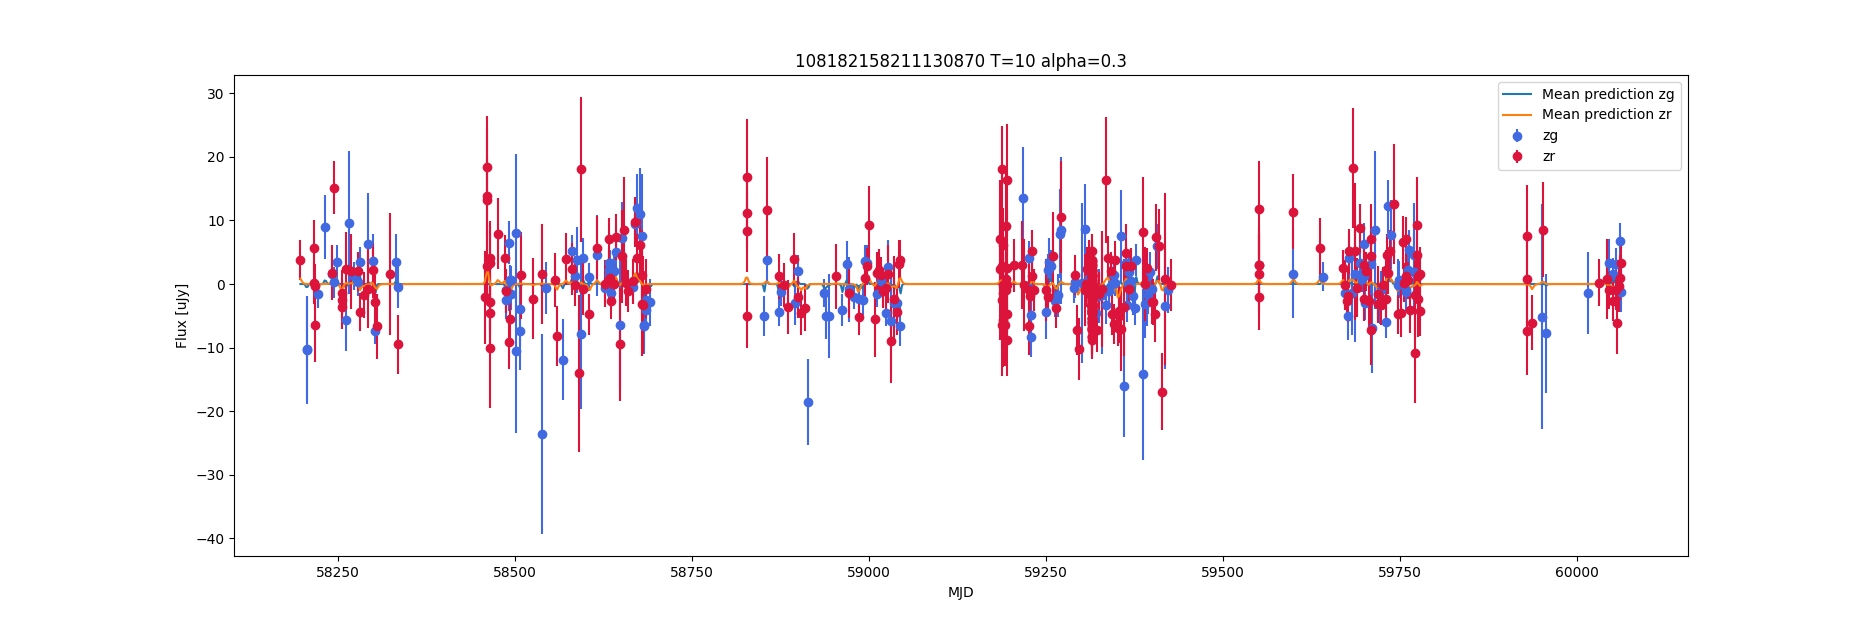 108182158211130870 T=10 alpha=0.3
Mean prediction zg
Mean prediction zr
zg
zr
30
20
10
0
−10
−20
−30
−40
Flux [uJy]
58250 58500 58750 59000 59250 59500 59750 60000
MJD